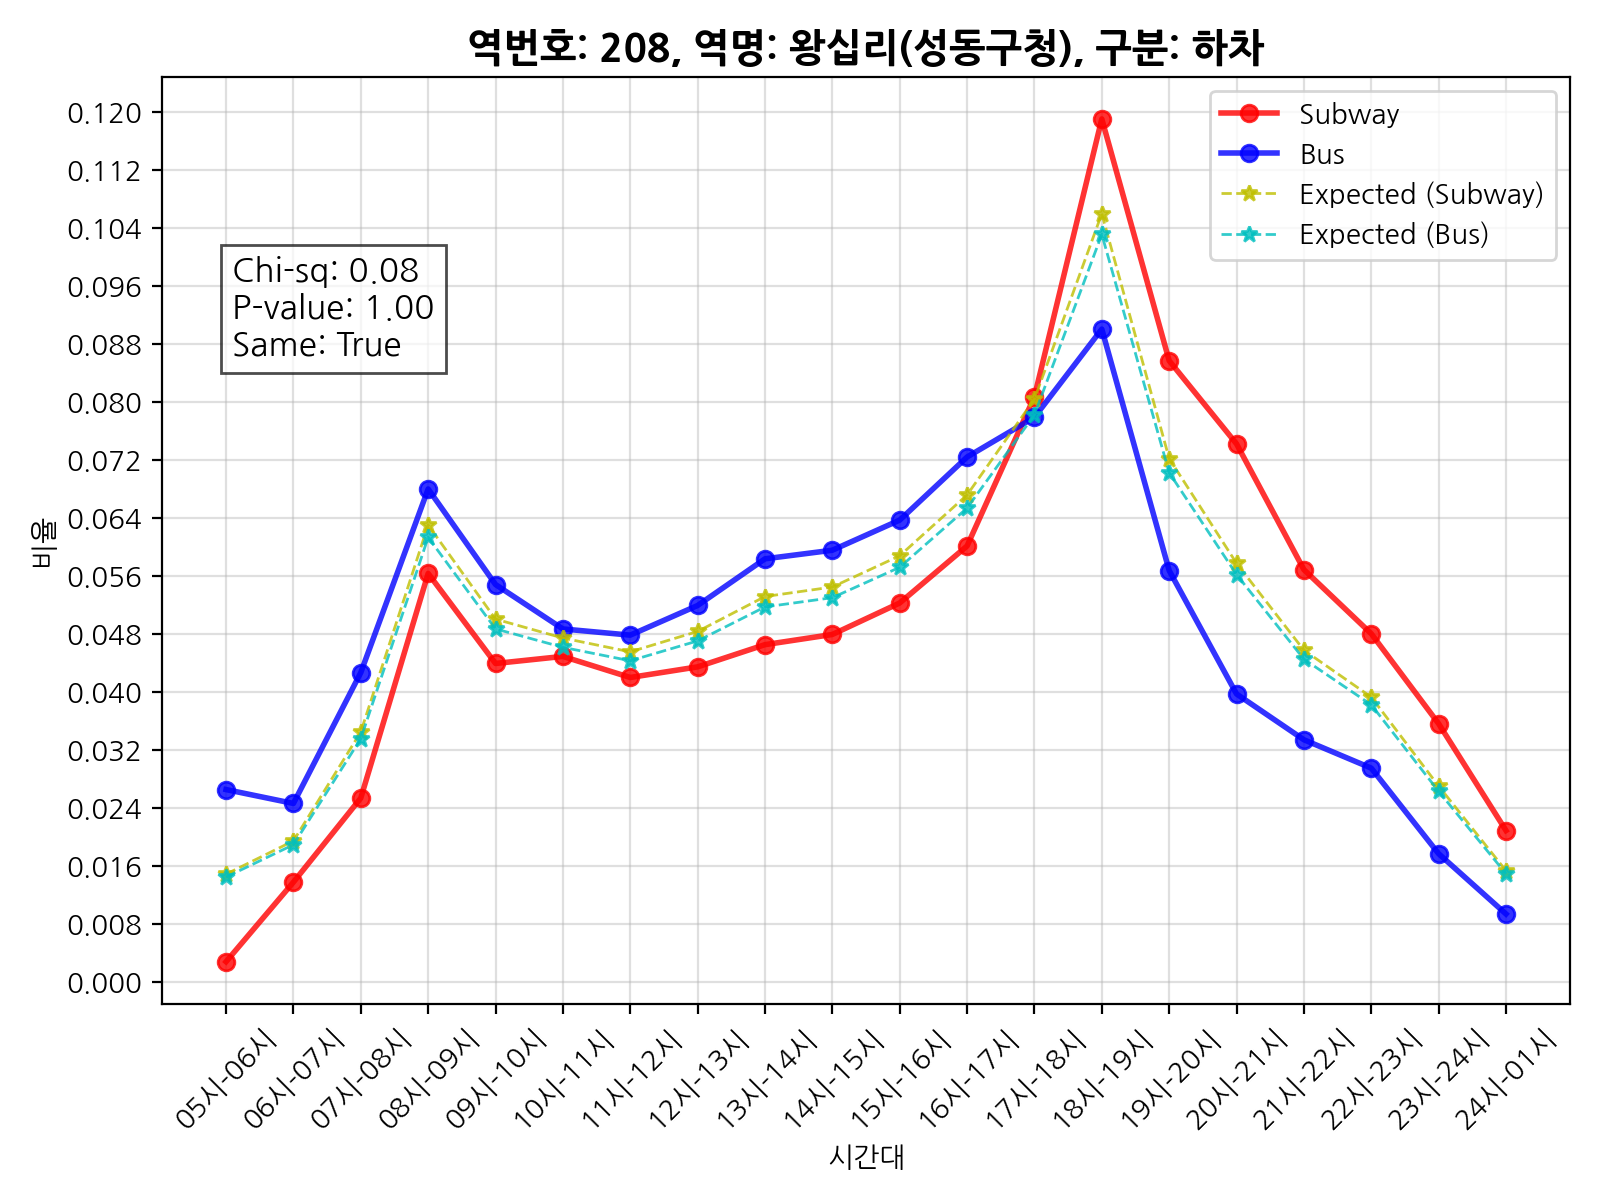 역번호: 208, 역명: 왕십리(성동구청), 구분: 하차
Subway
Bus
Expected (Subway)
Expected (Bus)
Chi-sq: 0.08
P-value: 1.00
Same: True
비율
0.120
0.112
0.104
0.096
0.088
0.080
0.072
0.064
0.056
0.048
0.040
0.032
0.024
0.016
0.008
0.000
05시-06시
06시-07시
07시-08시
08시-09시
09시-10시
10시-11시
11시-12시
12시-13시
13시-14시
14시-15시
15시-16시
16시-17시
17시-18시
18시-19시
19시-20시
20시-21시
21시-22시
22시-23시
23시-24시
24시-01시
시간대